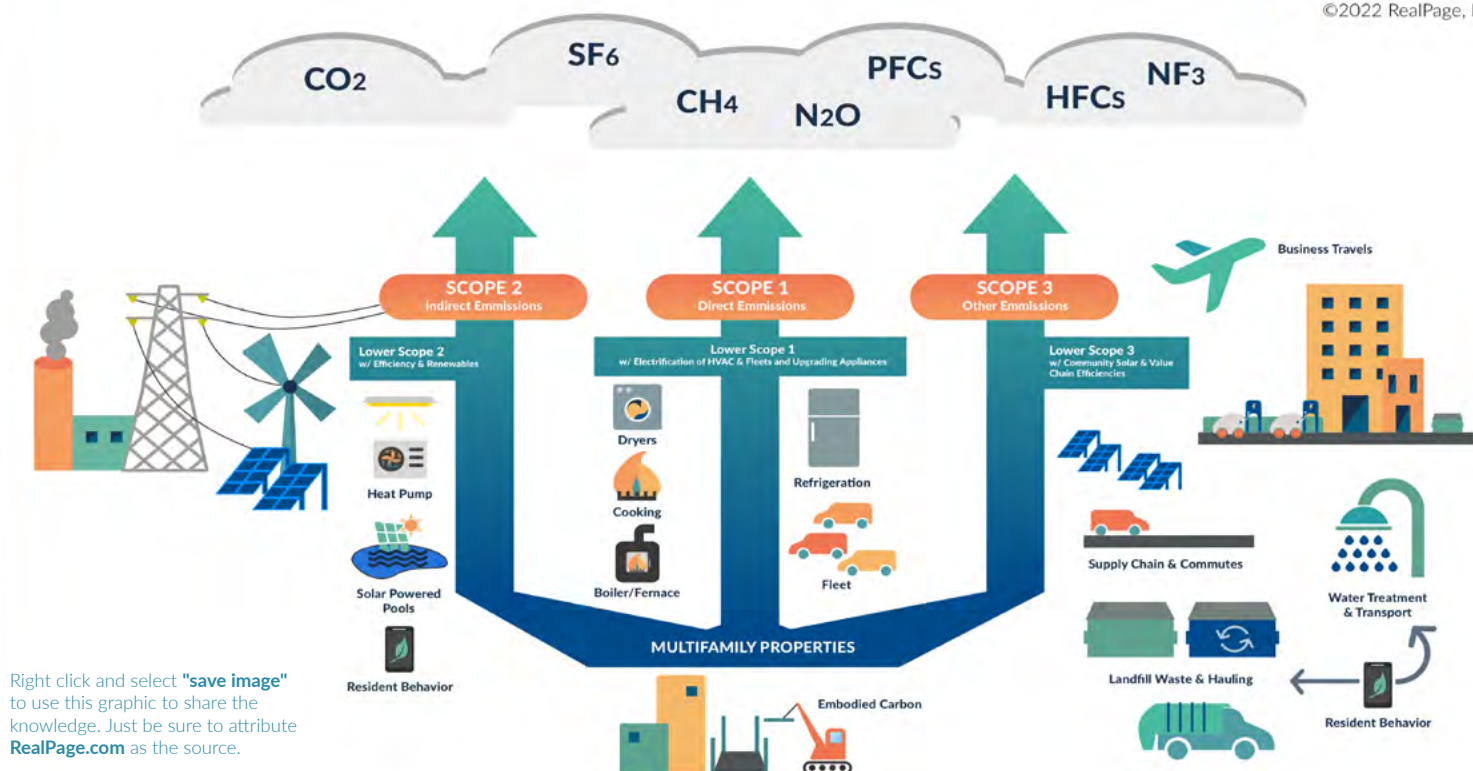 ©2022 RealPage,
CO2
SF6
CH4
N2O
PFCs
HFCs
NF3
SCOPE 2
Indirect Emmissions
SCOPE 1
Direct Emmissions
SCOPE 3
Other Emmissions
Business Travels
Lower Scope 2
w/ Efficiency & Renewables
Lower Scope 1
w/ Electrification of HVAC & Fleets and Upgrading Appliances
Lower Scope 3
w/ Community Solar & Value
Chain Efficiencies
Heat Pump
Solar Powered
Pools
Resident Behavior
Dryers
Cooking
Boiler/Fernace
Refrigeration
Fleet
Supply Chain & Commutes
Water Treatment
& Transport
Landfill Waste & Hauling
Resident Behavior
MULTIFAMILY PROPERTIES
Embodied Carbon
Right click and select "save image"
to use this graphic to share the
knowledge. Just be sure to attribute
RealPage.com as the source.